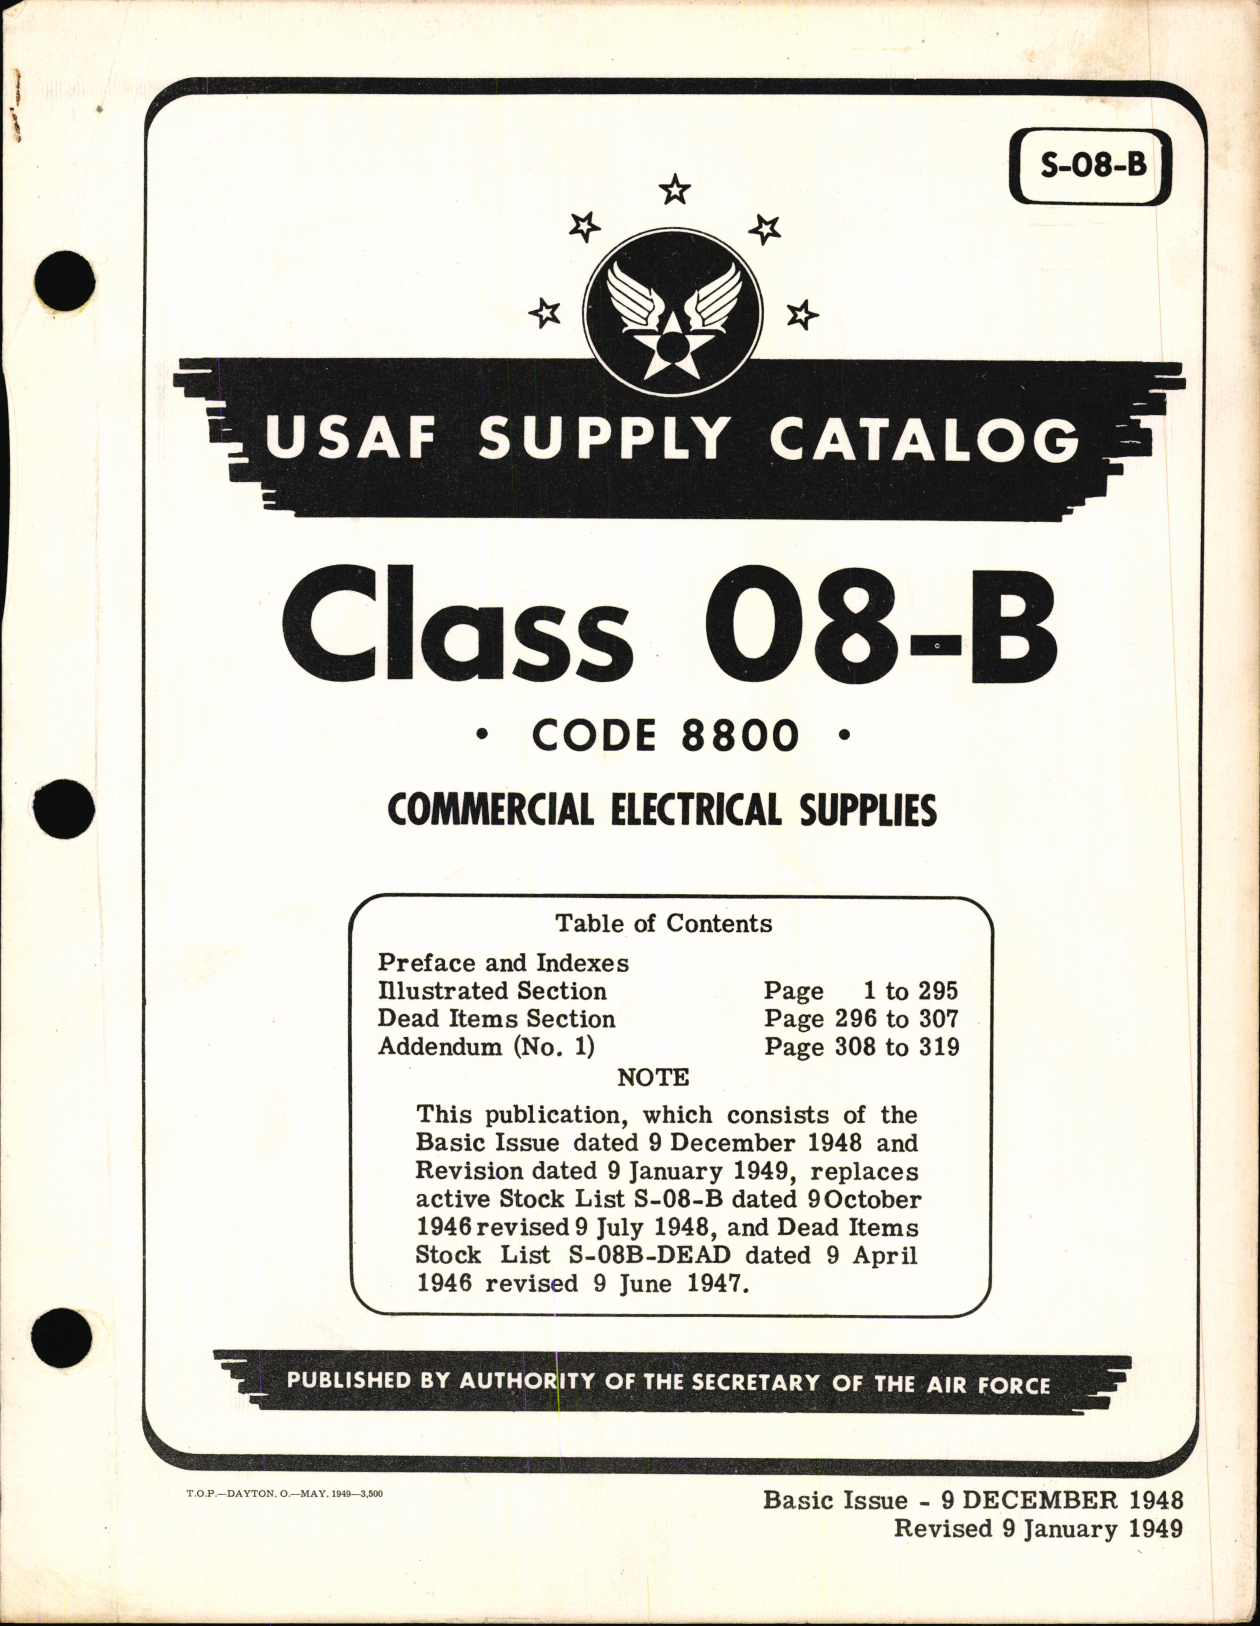 S-08-B
USAF SUPPLY CATALOG
Class 08-B
• CODE 8800 •
COMMERCIAL ELECTRICAL SUPPLIES
Table of Contents
Preface and Indexes
Illustrated Section Page 1 to 295
Dead Items Section Page 296 to 307
Addendum (No. 1) Page 308 to 319
NOTE
This publication, which consists of the
Basic Issue dated 9 December 1948 and
Revision dated 9 January 1949, replaces
active Stock List S-08-B dated 9 October
1946 revised 9 July 1948, and Dead Items
Stock List S-08B-DEAD dated 9 April
1946 revised 9 June 1947.
PUBLISHED BY AUTHORITY OF THE SECRETARY OF THE AIR FORCE
T.O.P.—DAYTON, O.—MAY, 1949—3,500
Basic Issue - 9 DECEMBER 1948
Revised 9 January 1949